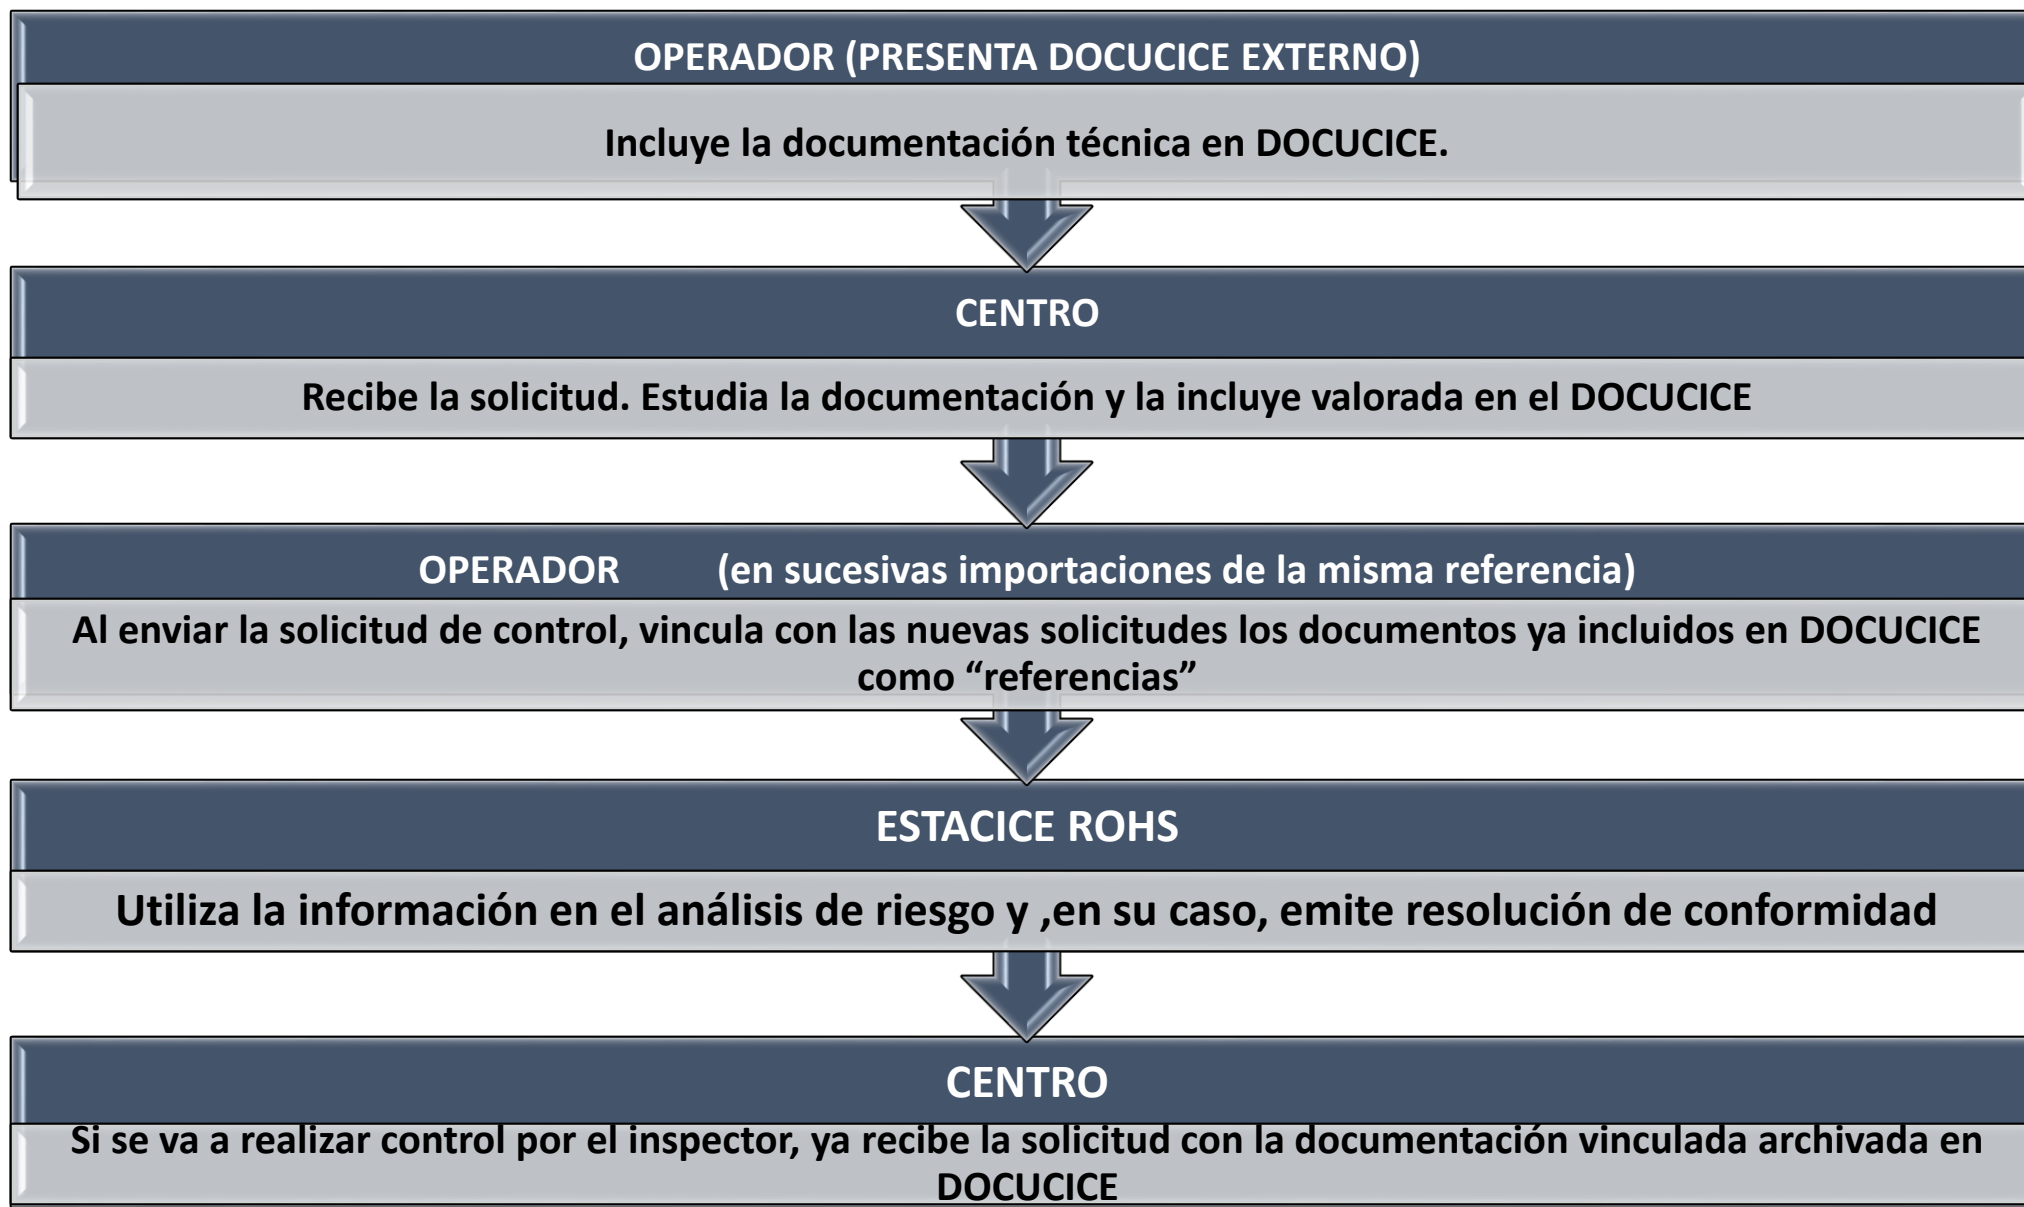 OPERADOR (PRESENTA DOCUCICE EXTERNO)
Incluye la documentación técnica en DOCUCICE.
CENTRO
Recibe la solicitud. Estudia la documentación y la incluye valorada en el DOCUCICE
OPERADOR (en sucesivas importaciones de la misma referencia)
Al enviar la solicitud de control, vincula con las nuevas solicitudes los documentos ya incluidos en DOCUCICE
como “referencias”
ESTACICE ROHS
Utiliza la información en el análisis de riesgo y ,en su caso, emite resolución de conformidad
CENTRO
Si se va a realizar control por el inspector, ya recibe la solicitud con la documentación vinculada archivada en
DOCUCICE